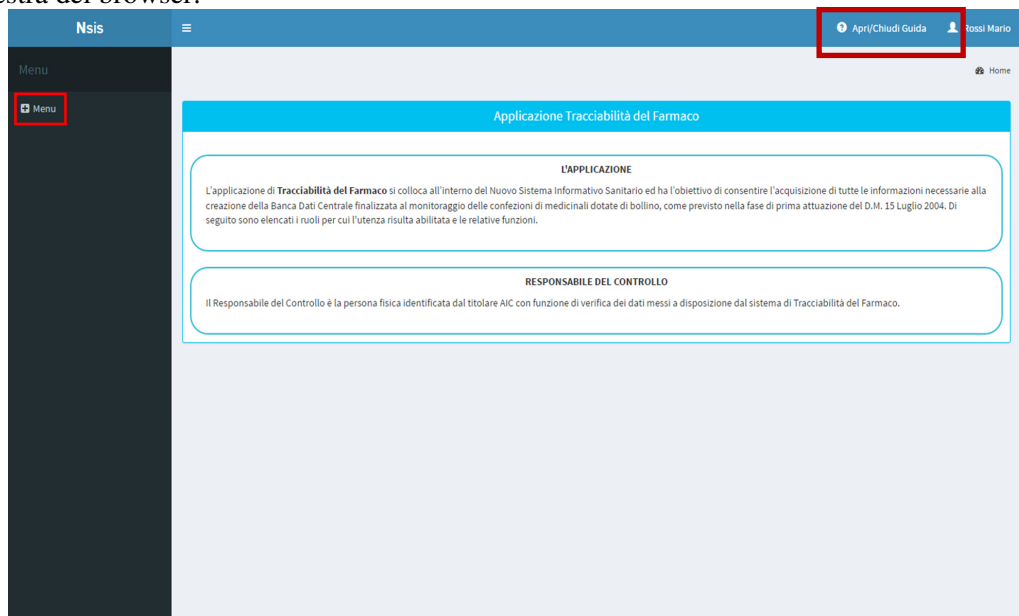 del browser.
Nsis
Apri/Chiudi Guida Rossi Mario
Menu
Home
Menu
Applicazione Tracciabilità del Farmaco
L'APPLICAZIONE
L'applicazione di Tracciabilità del Farmaco si colloca all'interno del Nuovo Sistema Informativo Sanitario ed ha l'obiettivo di consentire l'acquisizione di tutte le informazioni necessarie alla
creazione della Banca Dati Centrale finalizzata al monitoraggio delle confezioni di medicinali dotate di bollino, come previsto nella fase di prima attuazione del D.M. 15 Luglio 2004. Di
seguito sono elencati i ruoli per cui l'utenza risulta abilitata e le relative funzioni.
RESPONSABILE DEL CONTROLLO
Il Responsabile del Controllo è la persona fisica identificata dal titolare AIC con funzione di verifica dei dati messi a disposizione dal sistema di Tracciabilità del Farmaco.